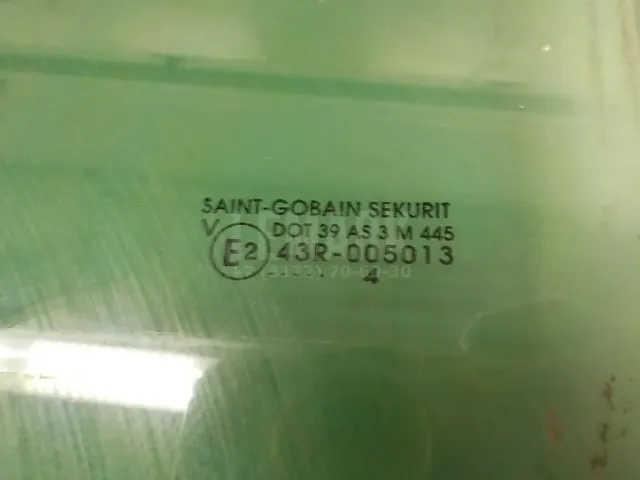 SAINT-GOBAIN SEKURIT
V DOT 39 AS 3 M 445
E2 43R-005013
4